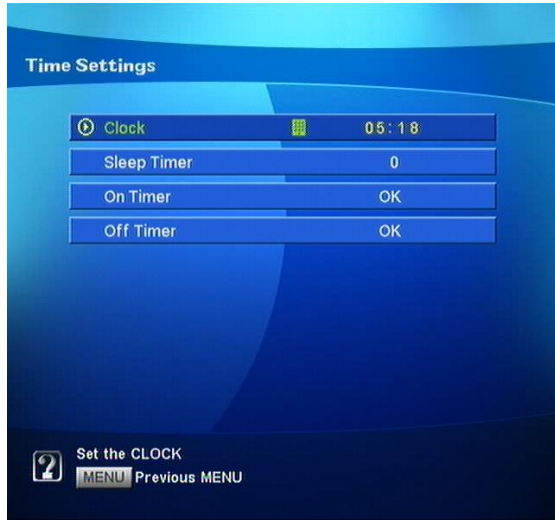 Time Settings
Clock 05:18
Sleep Timer 0
On Timer OK
Off Timer OK
Set the CLOCK
MENU Previous MENU